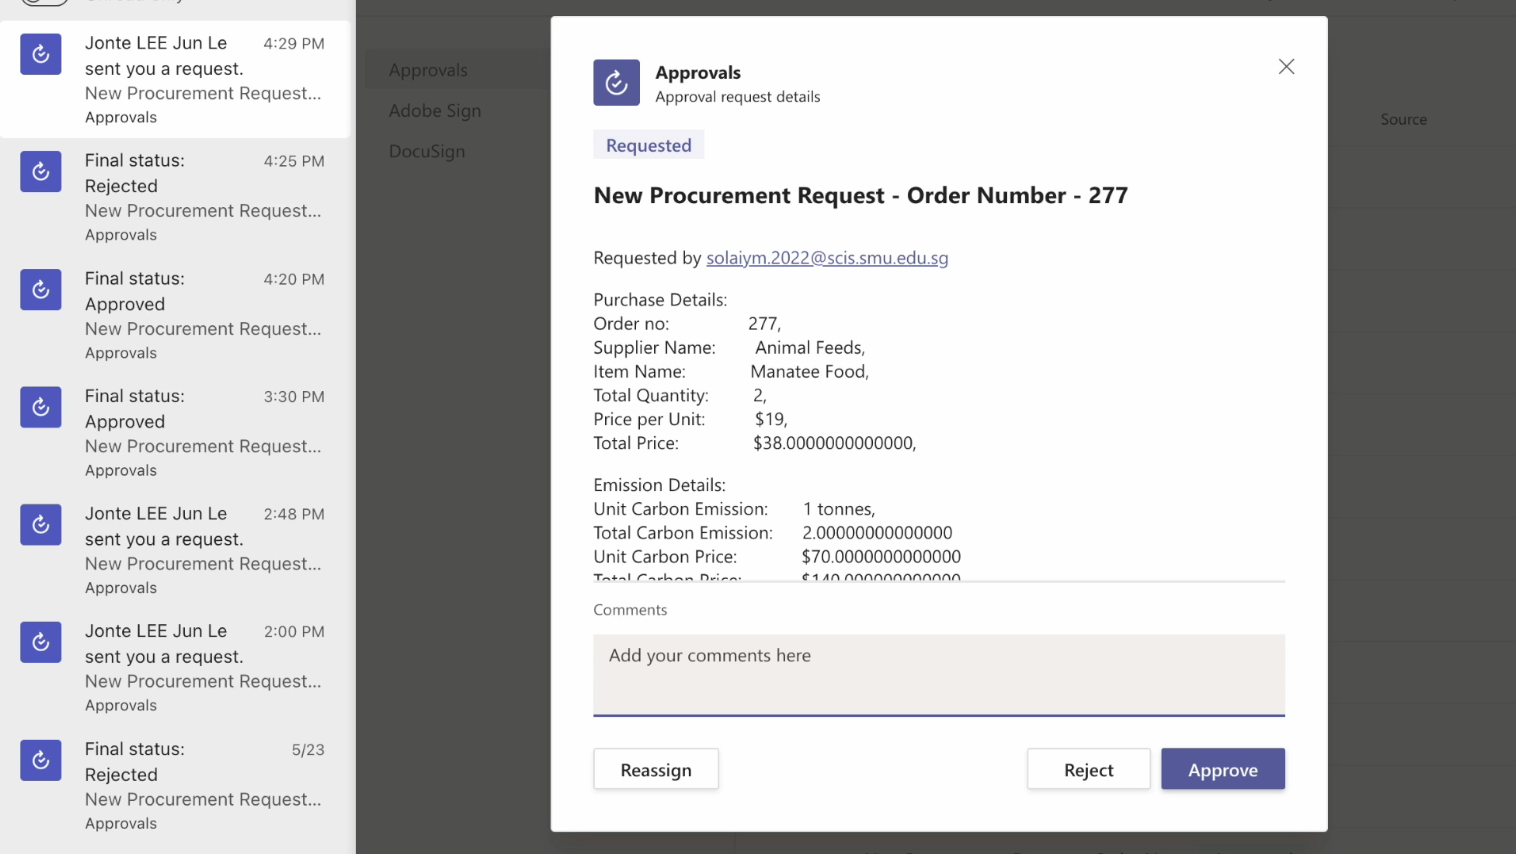 Jonte LEE Jun Le 4:29 PM
sent you a request.
New Procurement Request...
Approvals
Final status: 4:25 PM
Rejected
New Procurement Request...
Approvals
Final status: 4:20 PM
Approved
New Procurement Request...
Approvals
Final status: 3:30 PM
Approved
New Procurement Request...
Approvals
Jonte LEE Jun Le 2:48 PM
sent you a request.
New Procurement Request...
Approvals
Jonte LEE Jun Le 2:00 PM
sent you a request.
New Procurement Request...
Approvals
Final status: 5/23
Rejected
New Procurement Request...
Approvals
Approvals
Adobe Sign
DocuSign
Approvals
Approval request details
Requested
New Procurement Request - Order Number - 277
Requested by solaiym.2022@scis.smu.edu.sg
Purchase Details:
Order no: 277,
Supplier Name: Animal Feeds,
Item Name: Manatee Food,
Total Quantity: 2,
Price per Unit: $19,
Total Price: $38.0000000000000,
Emission Details:
Unit Carbon Emission: 1 tonnes,
Total Carbon Emission: 2.00000000000000
Unit Carbon Price: $70.0000000000000
Total Carbon Price: $140.000000000000
Comments
Add your comments here
Reassign
Reject
Approve
Source